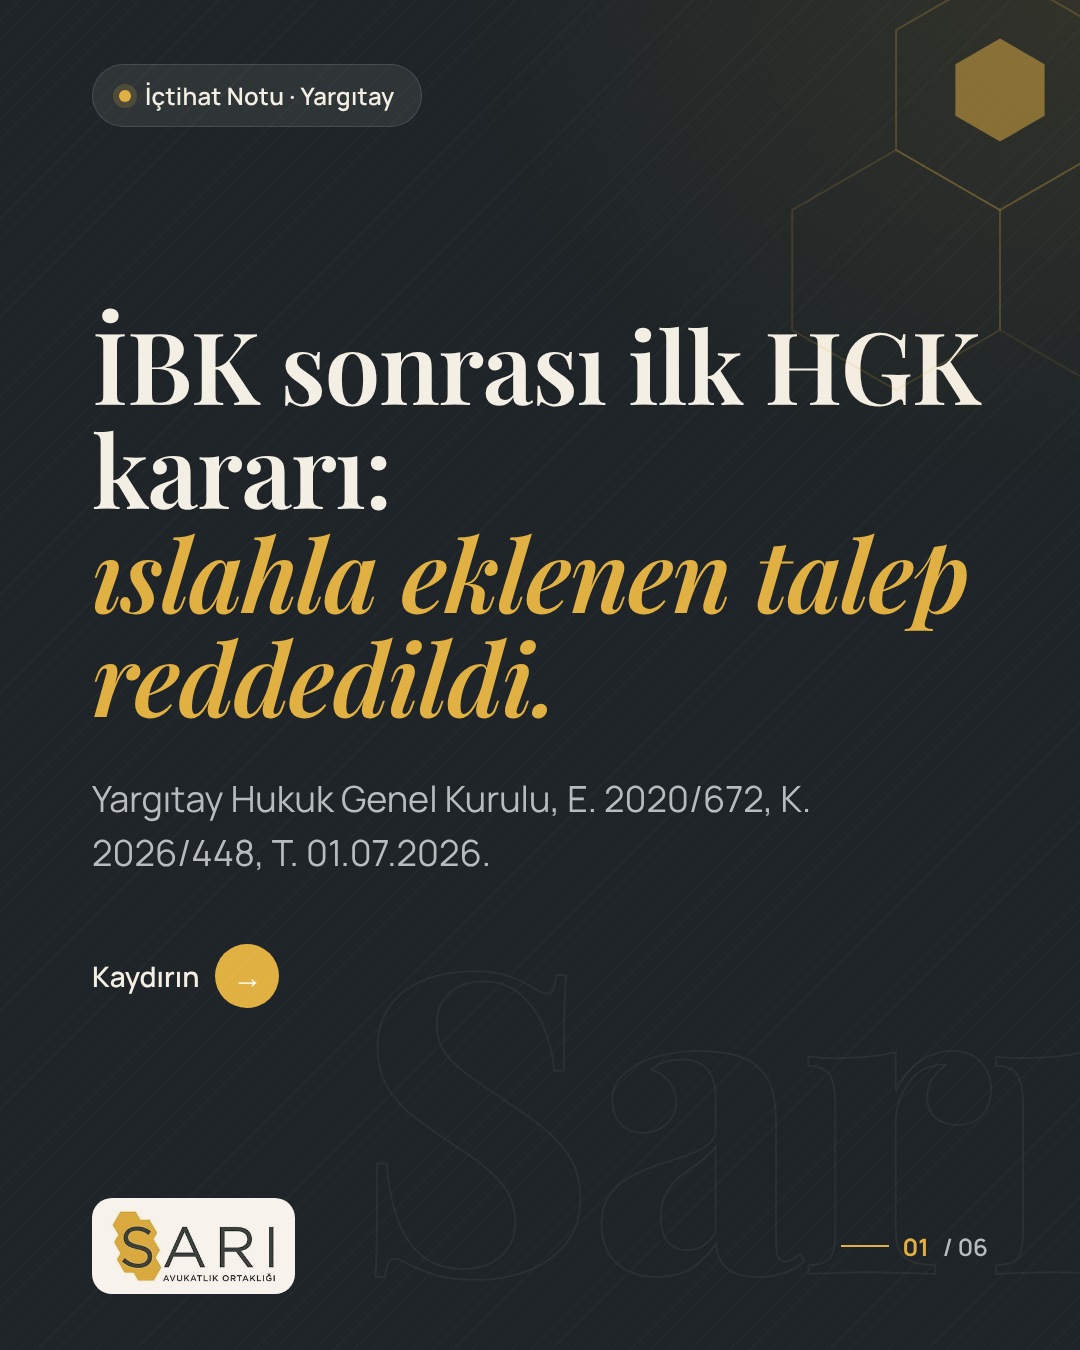 İçtihat Notu · Yargıtay
İBK sonrası ilk HGK
kararı:
ıslahla eklenen talep
reddedildi.
Yargıtay Hukuk Genel Kurulu, E. 2020/672, K.
2026/448, T. 01.07.2026.
Kaydırın →
Sarı
SARI
AVUKATLIK ORTAKLIĞI
01 / 06